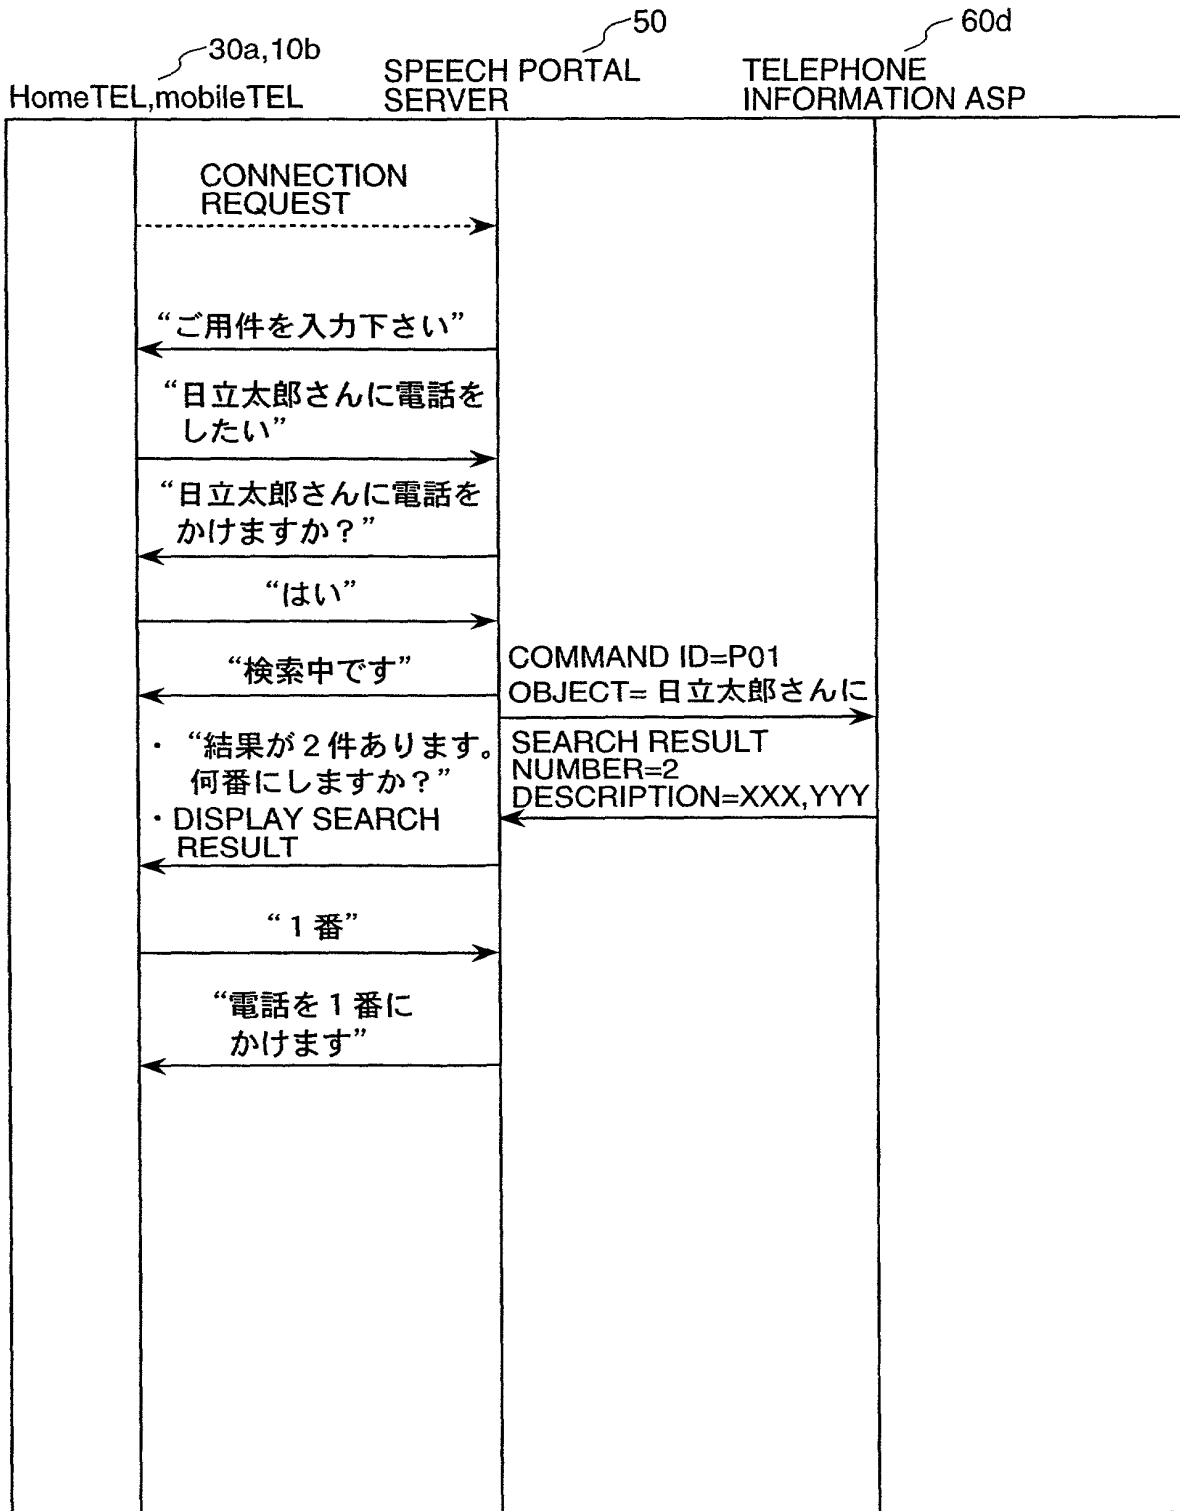 30a,10b
50
60d
HomeTEL,mobileTEL
SPEECH PORTAL
SERVER
TELEPHONE
INFORMATION ASP
CONNECTION
REQUEST
“ご用件を入力下さい”
“日立太郎さんに電話を
したい”
“日立太郎さんに電話を
かけますか？”
“はい”
“検索中です”
COMMAND ID=P01
OBJECT= 日立太郎さんに
・ “結果が２件あります。
何番にしますか？”
・DISPLAY SEARCH
RESULT
SEARCH RESULT
NUMBER=2
DESCRIPTION=XXX,YYY
“１番”
“電話を１番に
かけます”